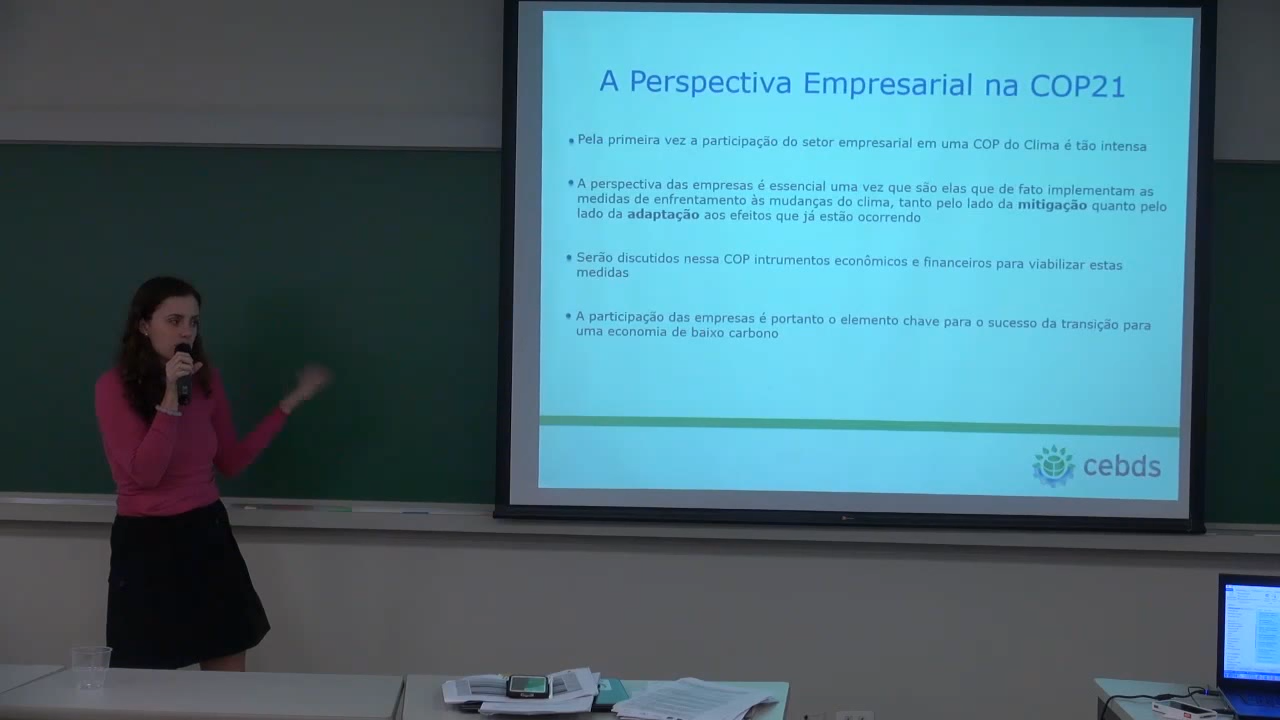 A Perspectiva Empresarial na COP21
• Pela primeira vez a participação do setor empresarial em uma COP do Clima é tão intensa
• A perspectiva das empresas é essencial uma vez que são elas que de fato implementam as
medidas de enfrentamento às mudanças do clima, tanto pelo lado da mitigação quanto pelo
lado da adaptação aos efeitos que já estão ocorrendo
• Serão discutidos nessa COP intrumentos econômicos e financeiros para viabilizar estas
medidas
• A participação das empresas é portanto o elemento chave para o sucesso da transição para
uma economia de baixo carbono
cebds